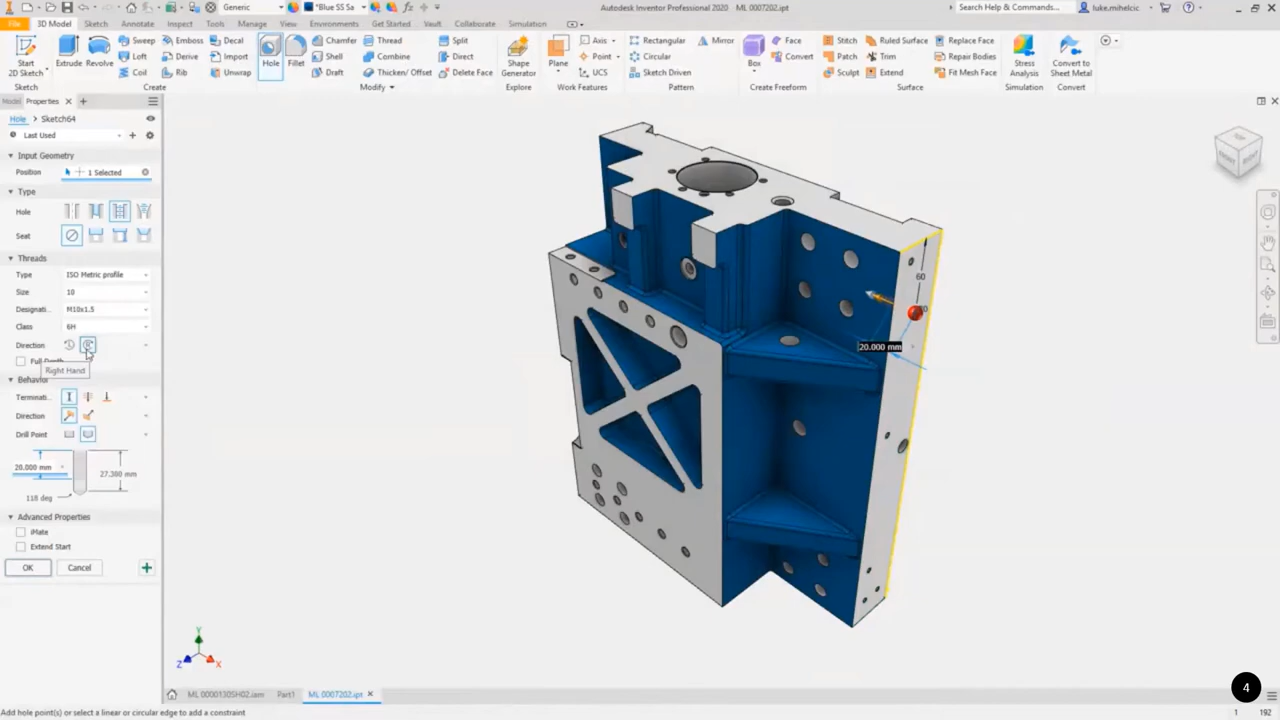 Generic
*Blue SS Sa
Autodesk Inventor Professional 2020 ML 0007202.ipt
Search Help & Commands...
luke.mihelcic
File 3D Model Sketch Annotate Inspect Tools Manage View Environments Get Started Vault Collaborate Simulation
Start
2D Sketch
Extrude
Revolve
Sweep Emboss Decal
Loft Derive Import
Coil Rib Unwrap
Hole
Fillet
Chamfer Thread Split
Shell Combine Direct
Draft Thicken/ Offset Delete Face
Shape
Generator
Plane
Axis
Point
UCS
Rectangular Mirror
Circular
Sketch Driven
Box
Face
Convert
Stitch Ruled Surface Replace Face
Patch Trim Repair Bodies
Sculpt Extend Fit Mesh Face
Stress
Analysis
Convert to
Sheet Metal
Sketch Create Modify Explore Work Features Pattern Create Freeform Surface Simulation Convert
Model Properties
Hole > Sketch64
Last Used
Input Geometry
Position 1 Selected
Type
Hole
Seat
Threads
Type ISO Metric profile
Size 10
Designati... M10x1.5
Class 6H
Direction
Full Depth
Right Hand
Behavior
Terminati...
Direction
Drill Point
20.000 mm
27.380 mm
118 deg
Advanced Properties
iMate
Extend Start
OK Cancel
60
20.000 mm
TOP
Y
Z
X
ML 0000130SH02.iam Part1 ML 0007202.ipt
4
Add hole point(s) or select a linear or circular edge to add a constraint
1 192